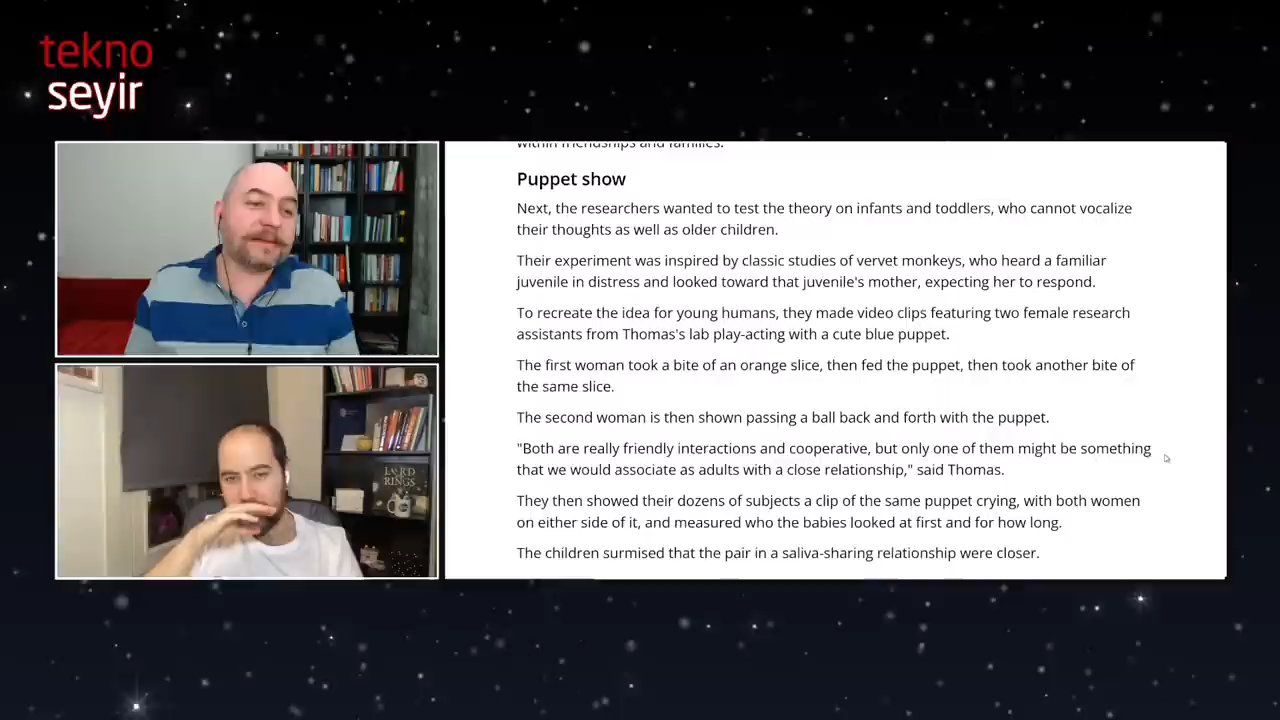 tekno
seyir
within friendships and families.
Puppet show
Next, the researchers wanted to test the theory on infants and toddlers, who cannot vocalize
their thoughts as well as older children.
Their experiment was inspired by classic studies of vervet monkeys, who heard a familiar
juvenile in distress and looked toward that juvenile's mother, expecting her to respond.
To recreate the idea for young humans, they made video clips featuring two female research
assistants from Thomas's lab play-acting with a cute blue puppet.
The first woman took a bite of an orange slice, then fed the puppet, then took another bite of
the same slice.
The second woman is then shown passing a ball back and forth with the puppet.
"Both are really friendly interactions and cooperative, but only one of them might be something
that we would associate as adults with a close relationship," said Thomas.
They then showed their dozens of subjects a clip of the same puppet crying, with both women
on either side of it, and measured who the babies looked at first and for how long.
The children surmised that the pair in a saliva-sharing relationship were closer.
LORD
RINGS